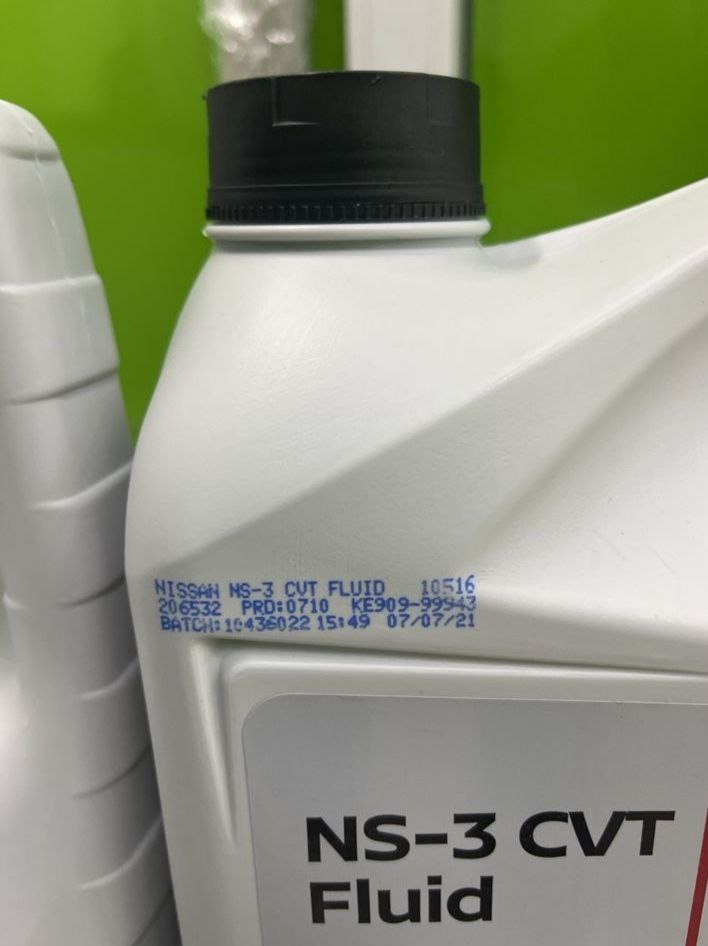 NISSAN NS-3 CVT FLUID 10516
206532 PRD:0710 KE909-99943
BATCH:10436022 15:49 07/07/21
NS-3 CVT
Fluid